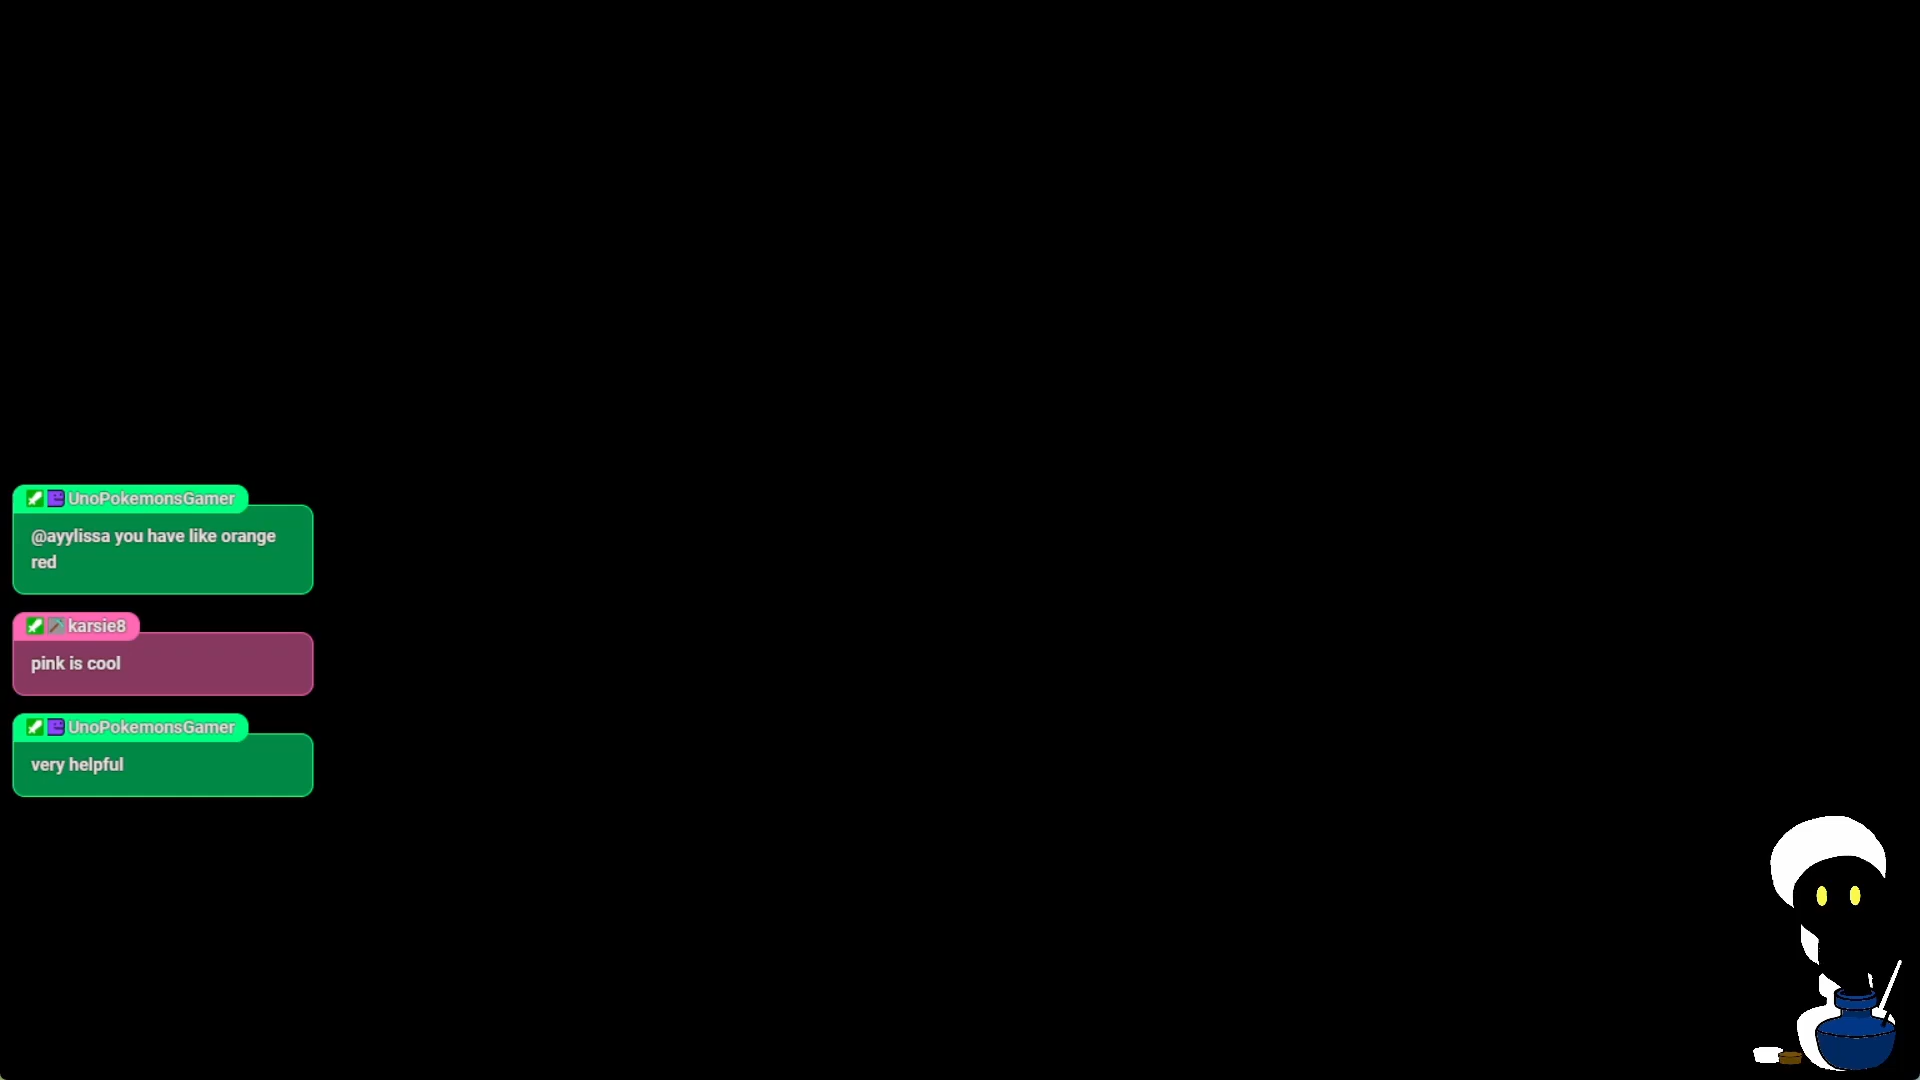 UnoPokemonsGamer
@ayylissa you have like orange
red
karsie8
pink is cool
UnoPokemonsGamer
very helpful